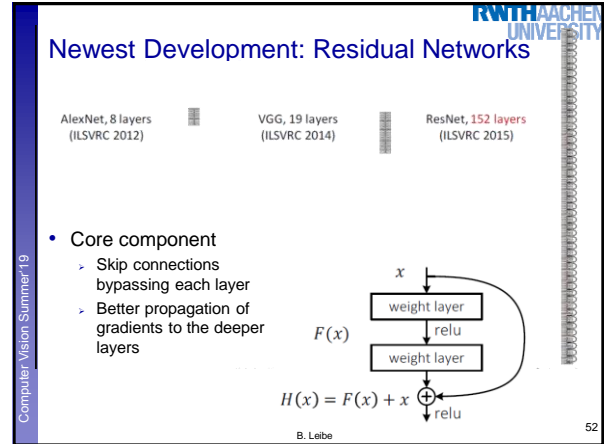 RWTHAACHEN
UNIVERSITY
Newest Development: Residual Networks
AlexNet, 8 layers
(ILSVRC 2012)
VGG, 19 layers
(ILSVRC 2014)
ResNet, 152 layers
(ILSVRC 2015)
• Core component
➢ Skip connections
bypassing each layer
➢ Better propagation of
gradients to the deeper
layers
x
weight layer
relu
F(x)
weight layer
H(x) = F(x) + x
relu
Computer Vision Summer'19
B. Leibe
52